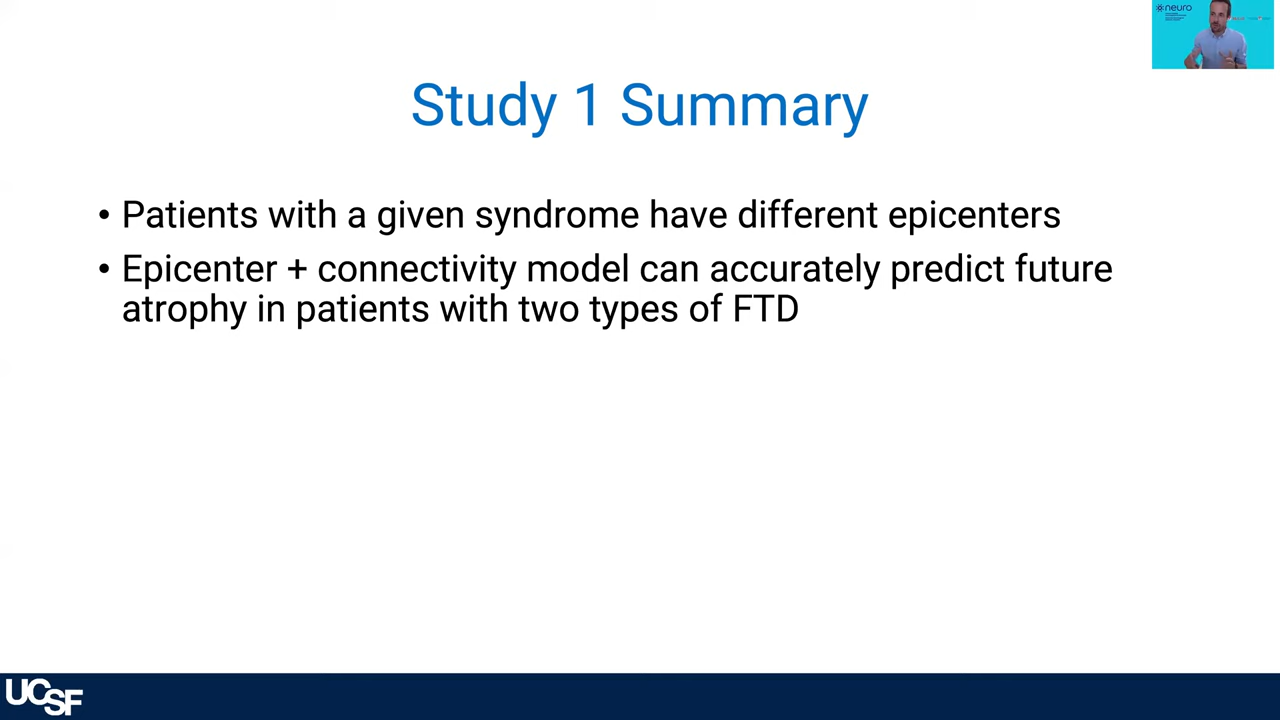 neuro
Study 1 Summary
• Patients with a given syndrome have different epicenters
• Epicenter + connectivity model can accurately predict future
atrophy in patients with two types of FTD
UCSF